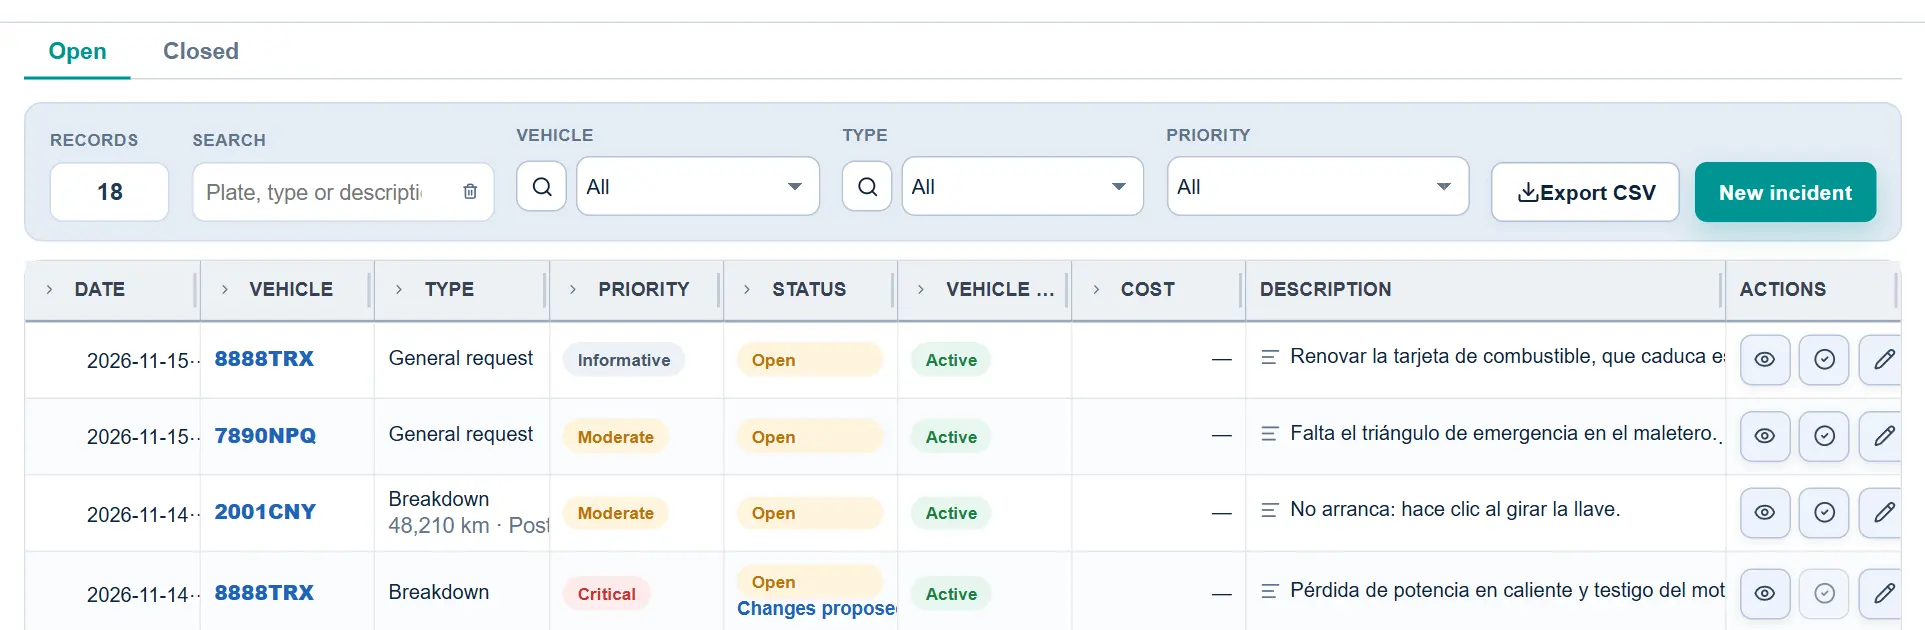 Open Closed
RECORDS SEARCH VEHICLE TYPE PRIORITY
18 Plate, type or descripti All All All Export CSV New incident
DATE VEHICLE TYPE PRIORITY STATUS VEHICLE ... COST DESCRIPTION ACTIONS
2026-11-15·· 8888TRX General request Informative Open Active — Renovar la tarjeta de combustible, que caduca es
2026-11-15·· 7890NPQ General request Moderate Open Active — Falta el triángulo de emergencia en el maletero..
2026-11-14·· 2001CNY Breakdown Moderate Open Active — No arranca: hace clic al girar la llave.
48,210 km · Post
2026-11-14·· 8888TRX Breakdown Critical Open Active — Pérdida de potencia en caliente y testigo del mot
Changes propose